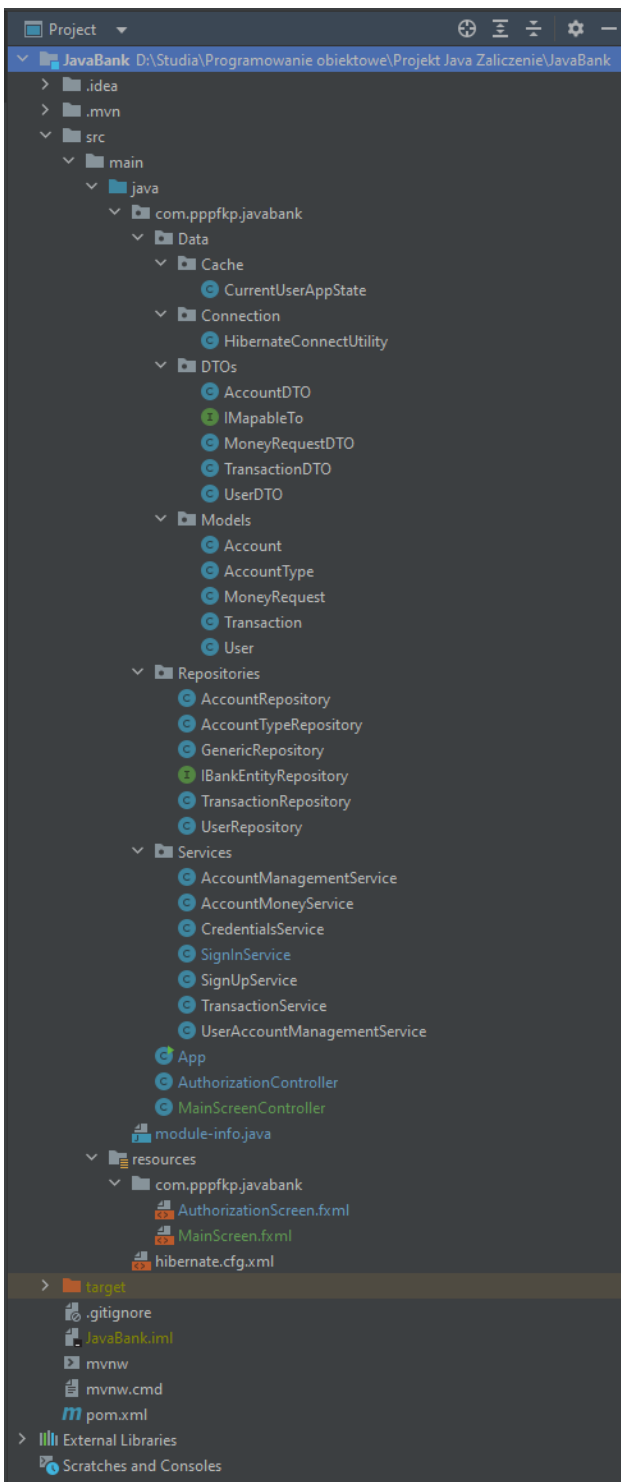 Project
JavaBank D:\Studia\Programowanie obiektowe\Projekt Java Zaliczenie\JavaBank
.idea
.mvn
src
main
java
com.pppfkp.javabank
Data
Cache
CurrentUserAppState
Connection
HibernateConnectUtility
DTOs
AccountDTO
IMapableTo
MoneyRequestDTO
TransactionDTO
UserDTO
Models
Account
AccountType
MoneyRequest
Transaction
User
Repositories
AccountRepository
AccountTypeRepository
GenericRepository
IBankEntityRepository
TransactionRepository
UserRepository
Services
AccountManagementService
AccountMoneyService
CredentialsService
SignInService
SignUpService
TransactionService
UserAccountManagementService
App
AuthorizationController
MainScreenController
module-info.java
resources
com.pppfkp.javabank
AuthorizationScreen.fxml
MainScreen.fxml
hibernate.cfg.xml
target
.gitignore
JavaBank.iml
mvnw
mvnw.cmd
pom.xml
External Libraries
Scratches and Consoles